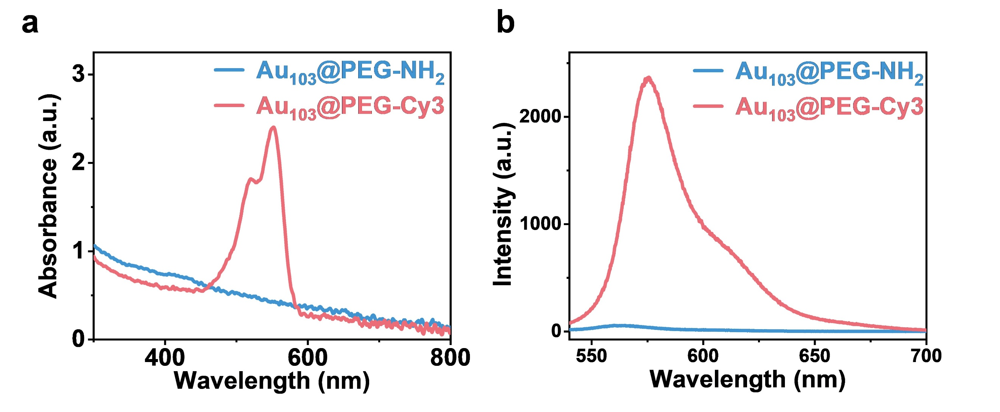 a
Au₁₀₃@PEG-NH₂
Au₁₀₃@PEG-Cy3
3
2
1
0
Absorbance (a.u.)
400 600 800
Wavelength (nm)
b
Au₁₀₃@PEG-NH₂
Au₁₀₃@PEG-Cy3
2000
1000
0
Intensity (a.u.)
550 600 650 700
Wavelength (nm)